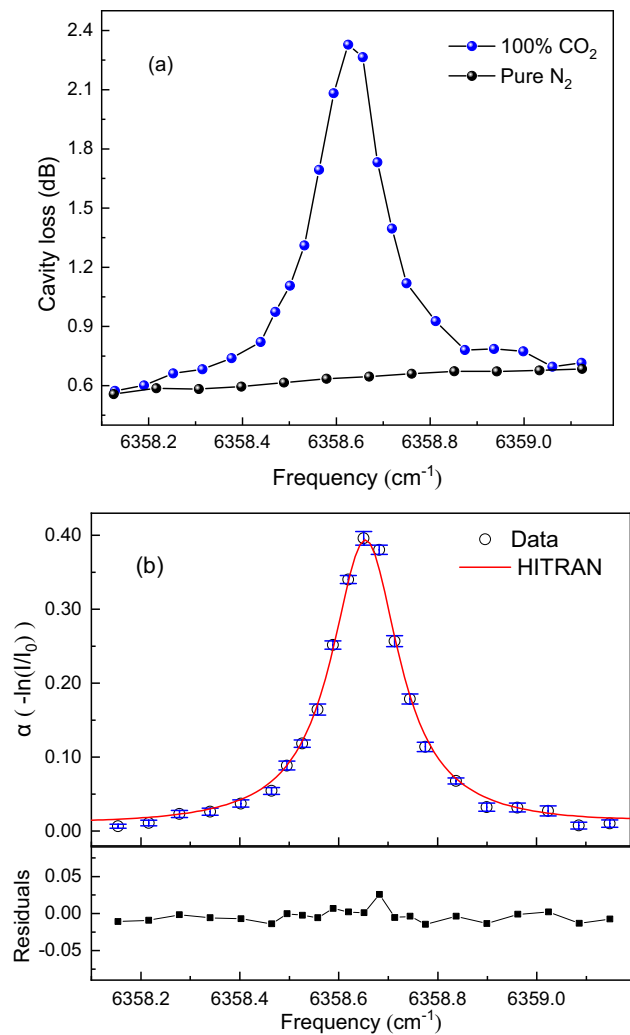 (a)
100% CO₂
Pure N₂
2.4
2.1
1.8
1.5
1.2
0.9
0.6
Cavity loss (dB)
6358.2 6358.4 6358.6 6358.8 6359.0
Frequency (cm⁻¹)
(b)
Data
HITRAN
0.40
0.30
0.20
0.10
0.00
α ( -ln(I/I₀) )
0.05
0.00
-0.05
Residuals
6358.2 6358.4 6358.6 6358.8 6359.0
Frequency (cm⁻¹)